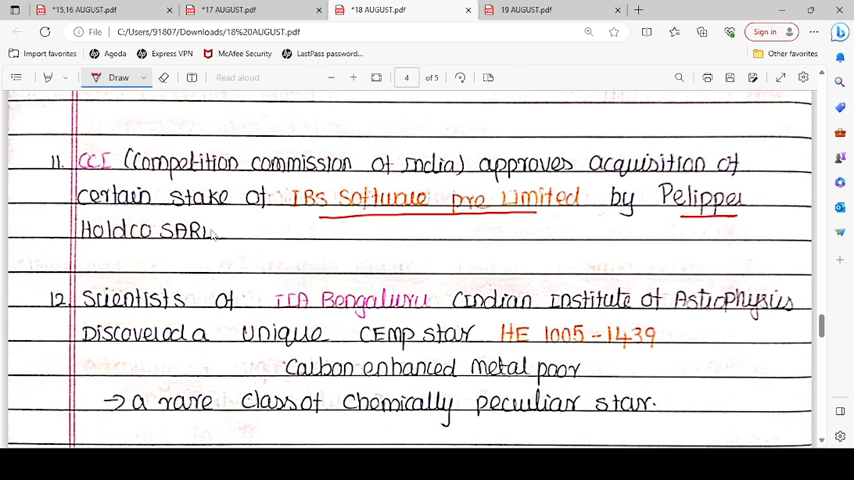 *15,16 AUGUST.pdf
*17 AUGUST.pdf
*18 AUGUST.pdf
19 AUGUST.pdf
File C:/Users/91807/Downloads/18%20AUGUST.pdf
Sign in
Import favorites Agoda Express VPN McAfee Security LastPass password... Other favorites
Draw Read aloud 4 of 5
11. CCI (Competition commission of India) approves acquisition of
certain stake of IBS Software pre Limited by Pelipper
Holdco SARL
12. Scientists of IIA Bengaluru (Indian Institute of Astrophysics
Discovered a unique CEMP star HE 1005-1439
Carbon enhanced Metal poor
→ a rare class of chemically peculiar star.